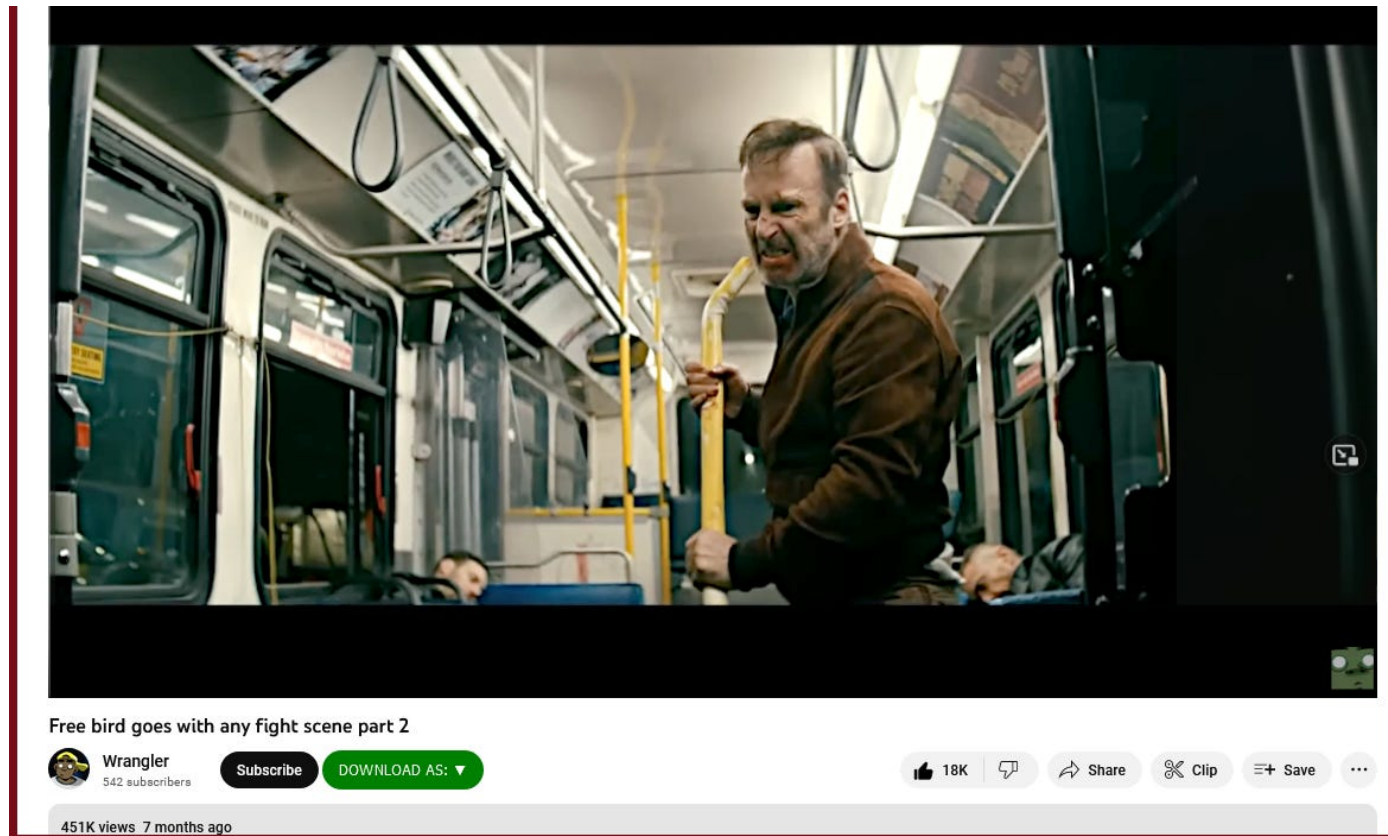 Free bird goes with any fight scene part 2
Wrangler
542 subscribers
Subscribe
DOWNLOAD AS: ▼
18K
Share
Clip
Save
451K views 7 months ago